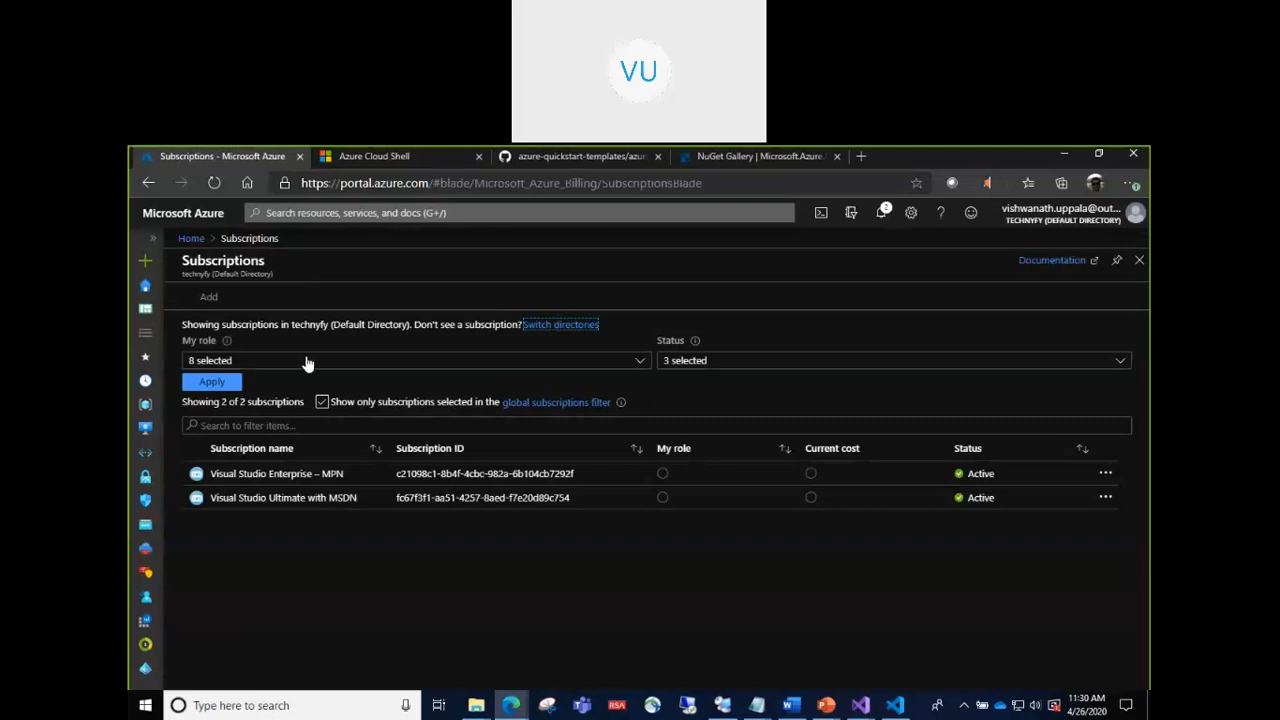 VU
Subscriptions - Microsoft Azure
Azure Cloud Shell
azure-quickstart-templates/azur
NuGet Gallery | Microsoft.Azure.
https://portal.azure.com/#blade/Microsoft_Azure_Billing/SubscriptionsBlade
Microsoft Azure
Search resources, services, and docs (G+/)
2
vishwanath.uppala@out...
TECHNYFY (DEFAULT DIRECTORY)
Home > Subscriptions
Subscriptions
technyfy (Default Directory)
Documentation
Add
Showing subscriptions in technyfy (Default Directory). Don't see a subscription? Switch directories
My role
Status
8 selected
3 selected
Apply
Showing 2 of 2 subscriptions
Show only subscriptions selected in the global subscriptions filter
Search to filter items...
Subscription name
Subscription ID
My role
Current cost
Status
Visual Studio Enterprise – MPN
c21098c1-8b4f-4cbc-982a-6b104cb7292f
Active
Visual Studio Ultimate with MSDN
fc67f3f1-aa51-4257-8aed-f7e20d89c754
Active
Type here to search
RSA
11:30 AM
4/26/2020